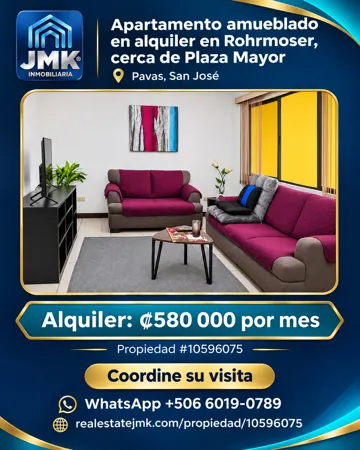 JMK
INMOBILIARIA
Apartamento amueblado
en alquiler en Rohrmoser,
cerca de Plaza Mayor
Pavas, San José
Alquiler: ₡580 000 por mes
Propiedad #10596075
Coordine su visita
WhatsApp +506 6019-0789
realestatejmk.com/propiedad/10596075